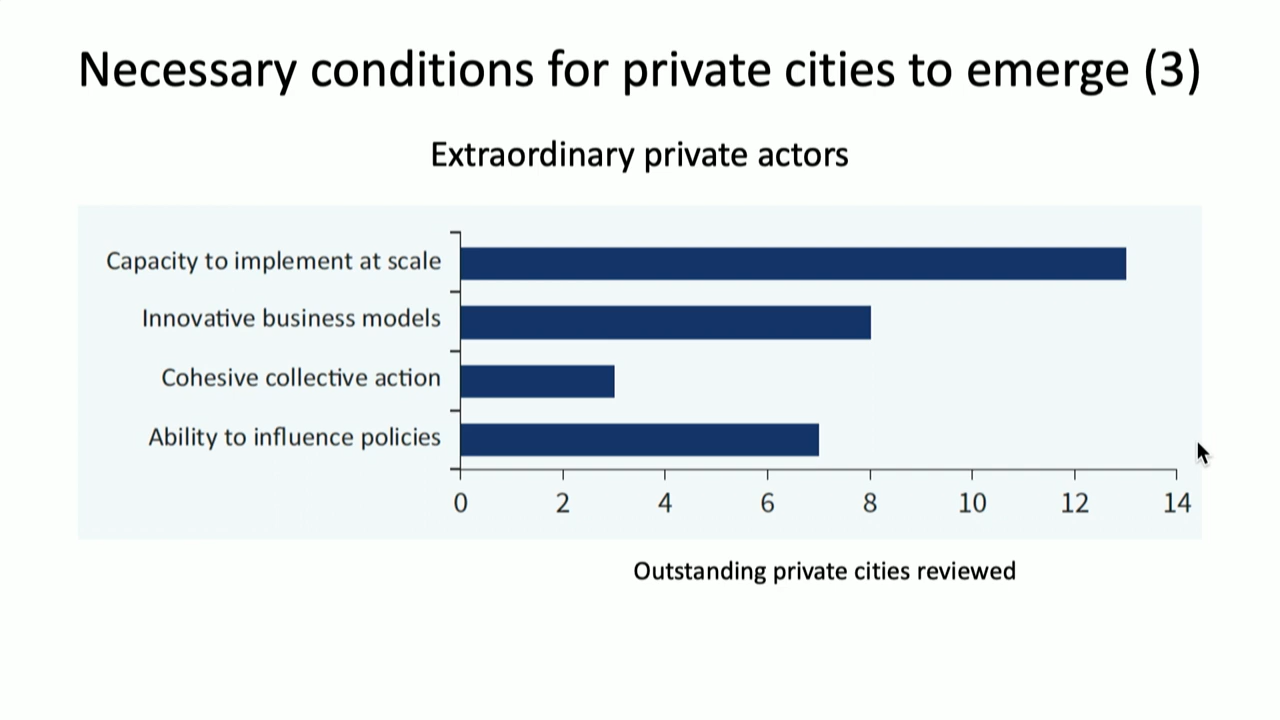 Necessary conditions for private cities to emerge (3)
Extraordinary private actors
Capacity to implement at scale
Innovative business models
Cohesive collective action
Ability to influence policies
0 2 4 6 8 10 12 14
Outstanding private cities reviewed